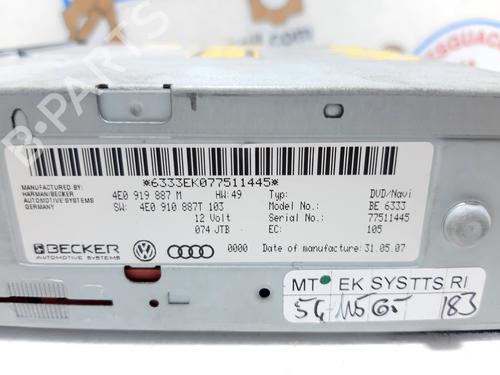 B-PARTS
*6333EK077511445*
MANUFACTURED BY:
HARMAN/BECKER
AUTOMOTIVE SYSTEMS
GERMANY
4E0 919 887 M HW:49 Typ: DVD/Navi
SW: 4E0 910 887T 103 Model No.: BE 6333
12 Volt Serial No.: 77511445
074 JTB EC: 105
BECKER
AUTOMOTIVE SYSTEMS
0000 Date of manufacture: 31.05.07
MT EK SYSTTS RI
183